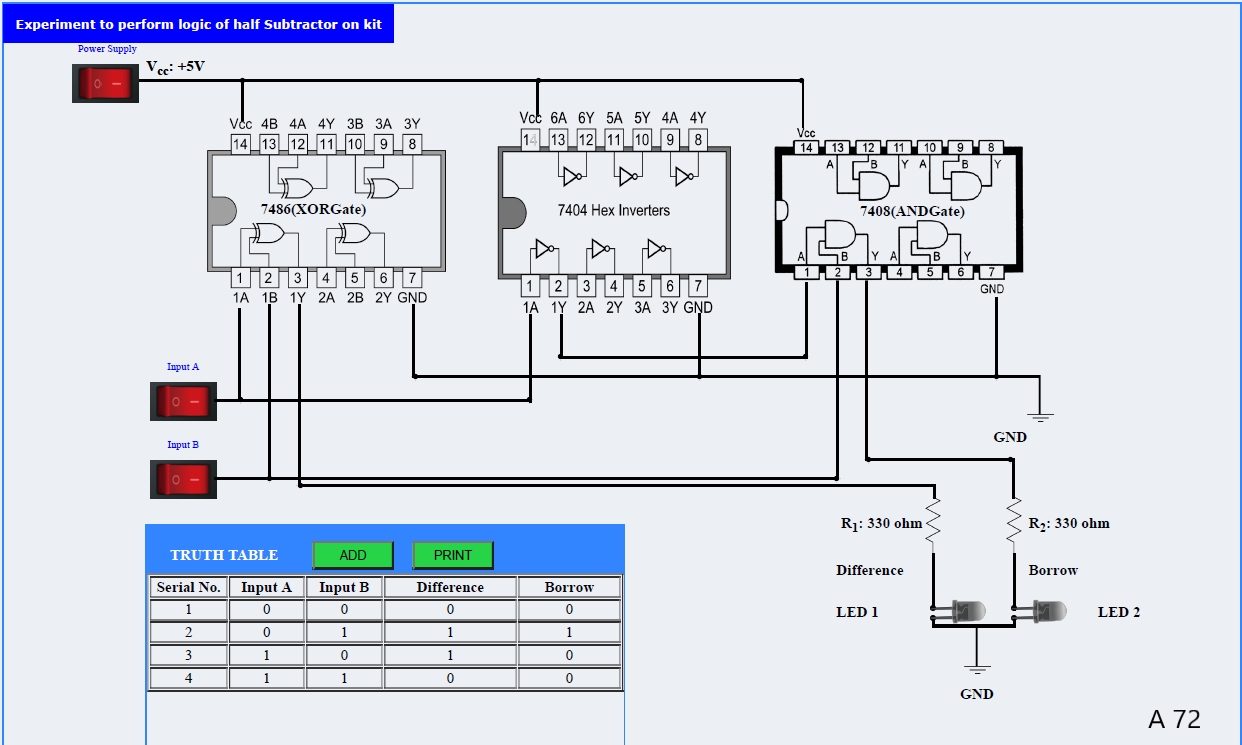 Experiment to perform logic of half Subtractor on kit
Power Supply
Vcc: +5V
Vcc 4B 4A 4Y 3B 3A 3Y
14 13 12 11 10 9 8
7486(XORGate)
1 2 3 4 5 6 7
1A 1B 1Y 2A 2B 2Y GND
Vcc 6A 6Y 5A 5Y 4A 4Y
14 13 12 11 10 9 8
7404 Hex Inverters
1 2 3 4 5 6 7
1A 1Y 2A 2Y 3A 3Y GND
Vcc
14 13 12 11 10 9 8
A B Y A B Y
7408(ANDGate)
A B Y A B Y
1 2 3 4 5 6 7
GND
Input A
Input B
GND
R1: 330 ohm
R2: 330 ohm
Difference
Borrow
LED 1
LED 2
GND
TRUTH TABLE ADD PRINT
Serial No. Input A Input B Difference Borrow
1 0 0 0 0
2 0 1 1 1
3 1 0 1 0
4 1 1 0 0
A 72